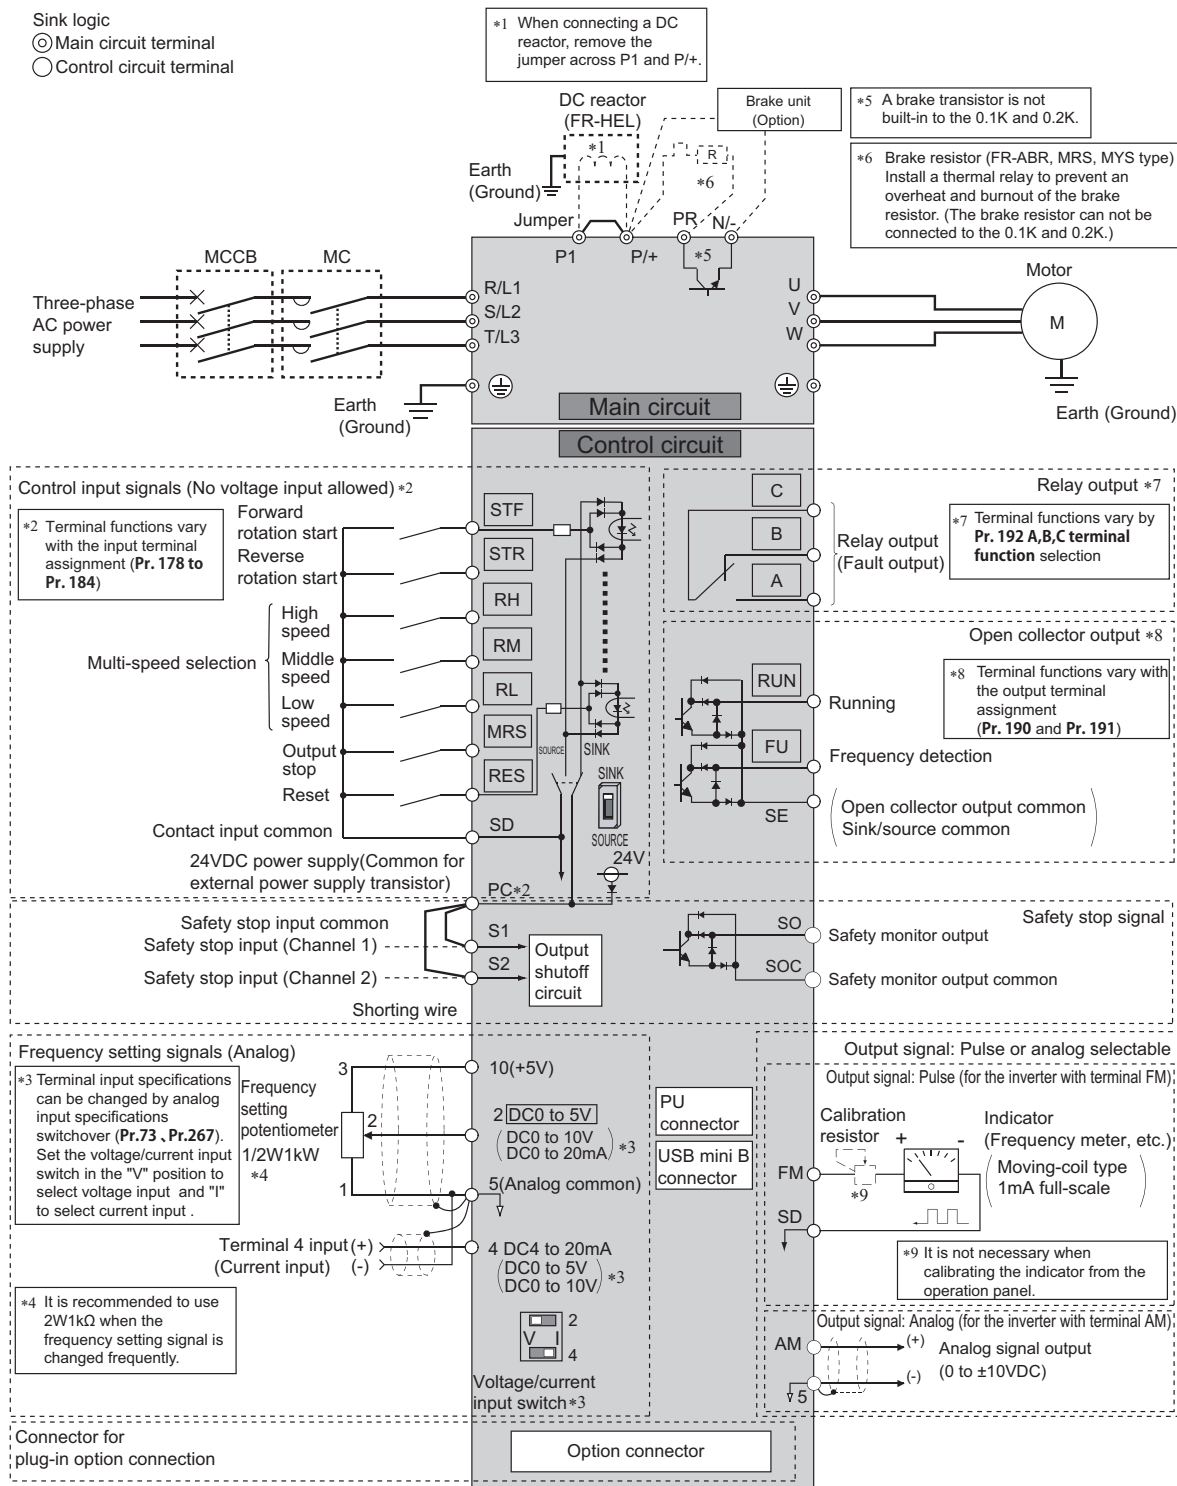 Sink logic
Main circuit terminal
Control circuit terminal
*1 When connecting a DC
reactor, remove the
jumper across P1 and P/+.
DC reactor
(FR-HEL)
*1
Earth
(Ground)
Jumper
Brake unit
(Option)
R
*6
*5 A brake transistor is not
built-in to the 0.1K and 0.2K.
*6 Brake resistor (FR-ABR, MRS, MYS type)
Install a thermal relay to prevent an
overheat and burnout of the brake
resistor. (The brake resistor can not be
connected to the 0.1K and 0.2K.)
P1
P/+
PR
N/-
*5
MCCB
MC
Three-phase
AC power
supply
R/L1
S/L2
T/L3
U
V
W
Motor
M
Earth
(Ground)
Earth (Ground)
Main circuit
Control circuit
Control input signals (No voltage input allowed) *2
*2 Terminal functions vary
with the input terminal
assignment (Pr. 178 to
Pr. 184)
Forward
rotation start
Reverse
rotation start
Multi-speed selection
High
speed
Middle
speed
Low
speed
Output
stop
Reset
Contact input common
24VDC power supply(Common for
external power supply transistor)
STF
STR
RH
RM
RL
MRS
RES
SD
PC*2
SOURCE
SINK
SINK
SOURCE
24V
C
B
A
Relay output *7
Relay output
(Fault output)
*7 Terminal functions vary by
Pr. 192 A,B,C terminal
function selection
Open collector output *8
*8 Terminal functions vary with
the output terminal
assignment
(Pr. 190 and Pr. 191)
RUN
Running
FU
Frequency detection
SE
Open collector output common
Sink/source common
Safety stop input common
Safety stop input (Channel 1)
Safety stop input (Channel 2)
Shorting wire
S1
S2
Output
shutoff
circuit
Safety stop signal
SO
Safety monitor output
SOC
Safety monitor output common
Frequency setting signals (Analog)
*3 Terminal input specifications
can be changed by analog
input specifications
switchover (Pr.73 、Pr.267).
Set the voltage/current input
switch in the "V" position to
select voltage input and "I"
to select current input .
Frequency
setting
potentiometer
1/2W1kW
*4
3
2
1
10(+5V)
2 DC0 to 5V
(DC0 to 10V
DC0 to 20mA) *3
5(Analog common)
Terminal 4 input (+)
(Current input) (-)
4 DC4 to 20mA
(DC0 to 5V
DC0 to 10V) *3
*4 It is recommended to use
2W1kΩ when the
frequency setting signal is
changed frequently.
2
V I
4
Voltage/current
input switch*3
PU
connector
USB mini B
connector
Output signal: Pulse or analog selectable
Output signal: Pulse (for the inverter with terminal FM)
Calibration
resistor
+
-
Indicator
(Frequency meter, etc.)
(Moving-coil type
1mA full-scale)
FM
*9
SD
*9 It is not necessary when
calibrating the indicator from the
operation panel.
Output signal: Analog (for the inverter with terminal AM)
AM
(+)
Analog signal output
(0 to ±10VDC)
(-)
5
Connector for
plug-in option connection
Option connector